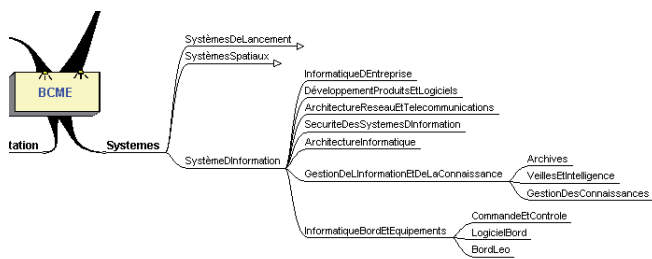 SystèmesDeLancement
SystèmesSpatiaux
BCME
InformatiqueDEntreprise
DéveloppementProduitsEtLogiciels
ArchitectureReseauEtTelecommunications
SecuriteDesSystemesDInformation
ArchitectureInformatique
tation
Systemes
SystèmeDInformation
Archives
GestionDeLInformationEtDeLaConnaissance
VeillesEtIntelligence
GestionDesConnaissances
CommandeEtControle
InformatiqueBordEtEquipements
LogicielBord
BordLeo